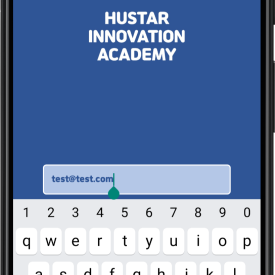 HUSTAR
INNOVATION
ACADEMY
test@test.com
1 2 3 4 5 6 7 8 9 0
q w e r t y u i o p
a s d f g h j k l